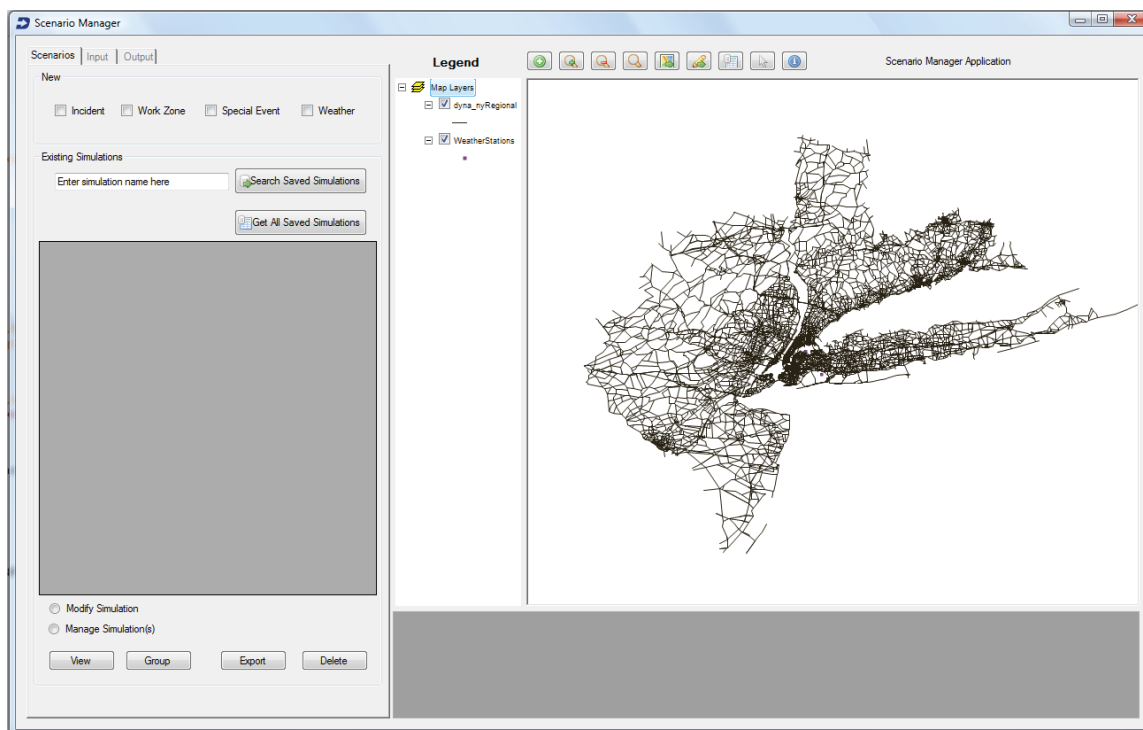 Scenario Manager
Scenarios Input Output
New
Incident Work Zone Special Event Weather
Existing Simulations
Enter simulation name here Search Saved Simulations
Get All Saved Simulations
Modify Simulation
Manage Simulation(s)
View Group Export Delete
Legend
Map Layers
dyna_nyRegional
WeatherStations
Scenario Manager Application